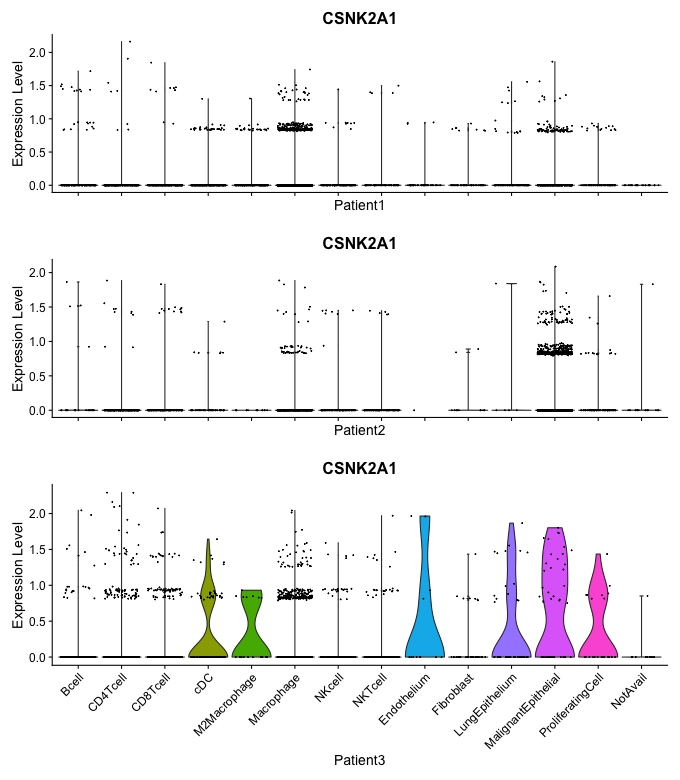 CSNK2A1
Expression Level
2.0
1.5
1.0
0.5
0.0
Patient1
CSNK2A1
Expression Level
2.0
1.5
1.0
0.5
0.0
Patient2
CSNK2A1
Expression Level
2.0
1.5
1.0
0.5
0.0
Bcell
CD4Tcell
CD8Tcell
cDC
M2Macrophage
Macrophage
NKcell
NKTcell
Endothelium
Fibroblast
LungEpithelium
MalignantEpithelial
ProliferatingCell
NotAvail
Patient3